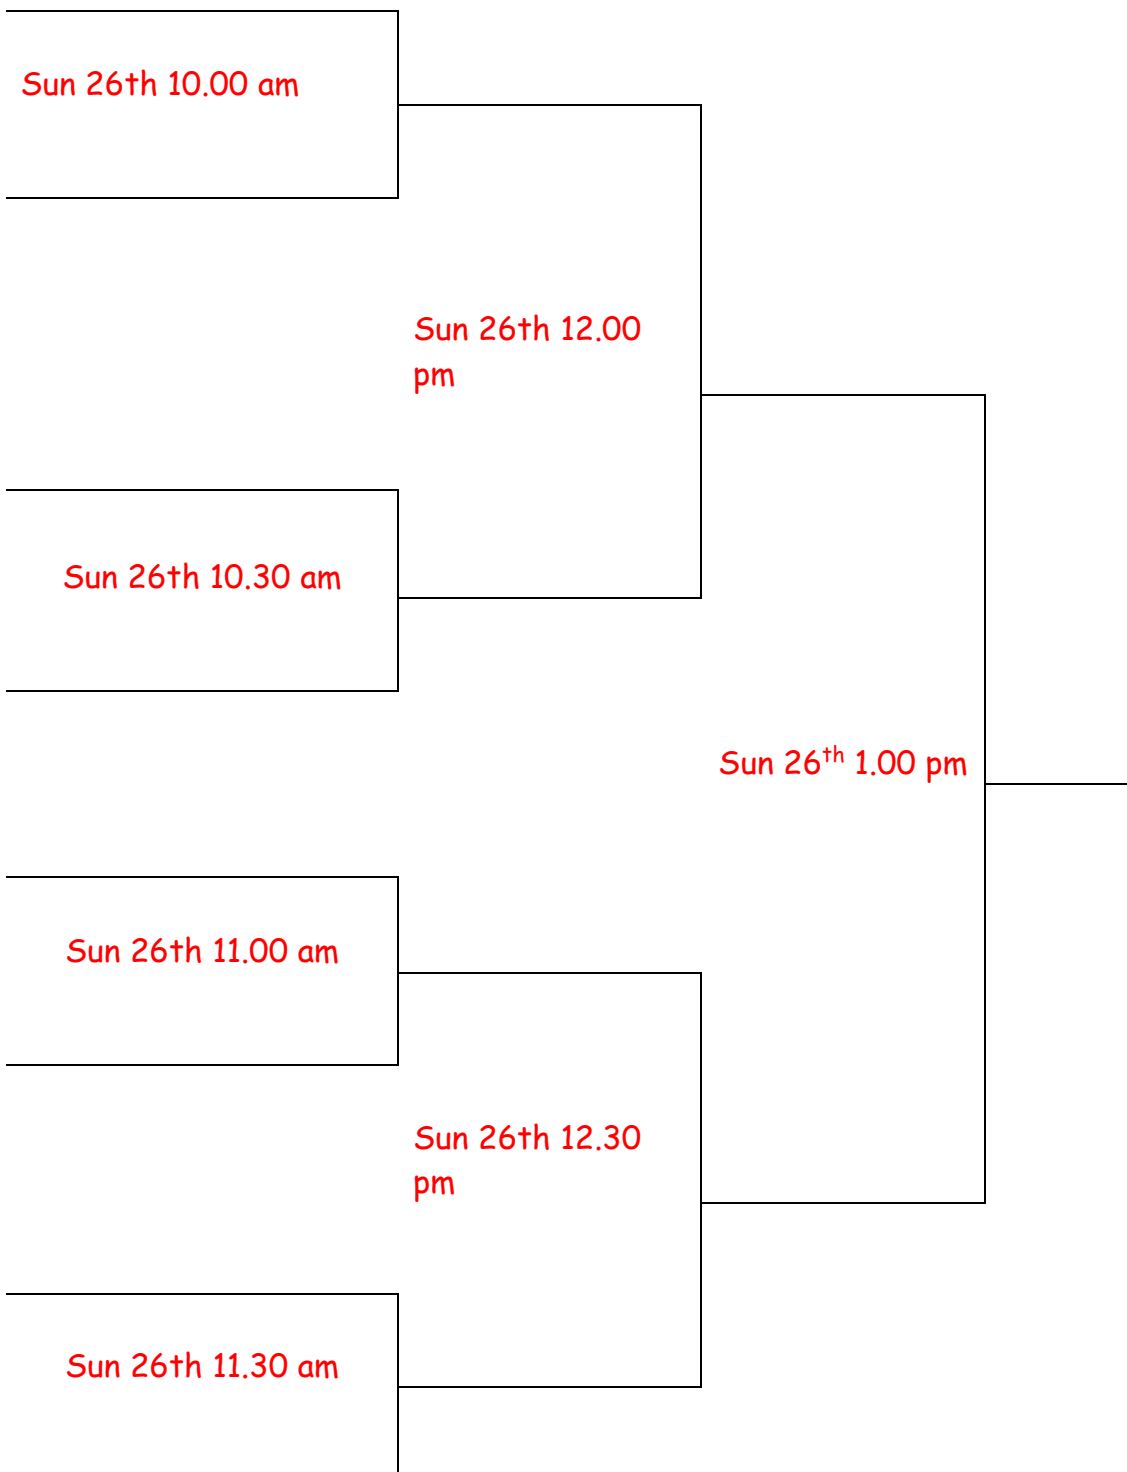 Sun 26th 10.00 am
Sun 26th 12.00
pm
Sun 26th 10.30 am
Sun 26th 1.00 pm
Sun 26th 11.00 am
Sun 26th 12.30
pm
Sun 26th 11.30 am